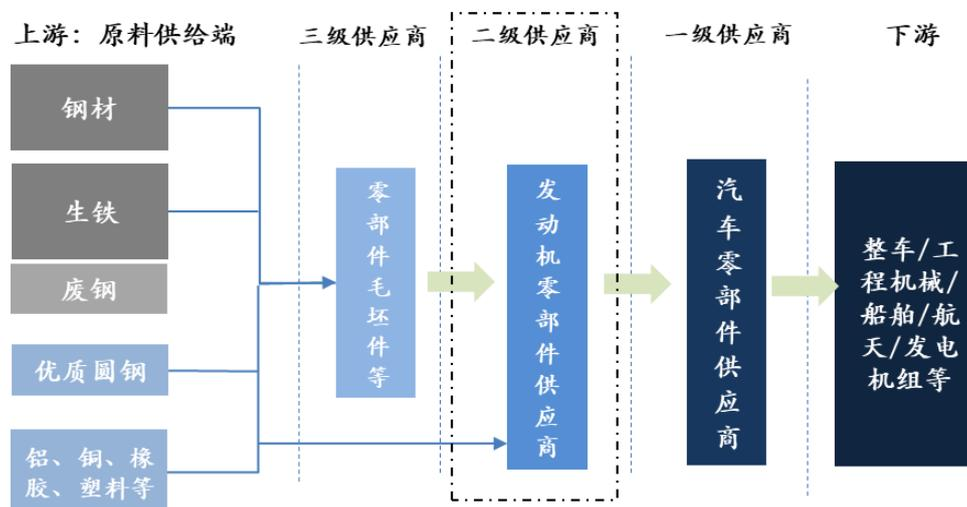 上游：原料供给端
三级供应商
二级供应商
一级供应商
下游
钢材
生铁
废钢
优质圆钢
铝、铜、橡
胶、塑料等
零部件毛坯件等
发动机零部件供应商
汽车零部件供应商
整车/工
程机械/
船舶/航
天/发电
机组等